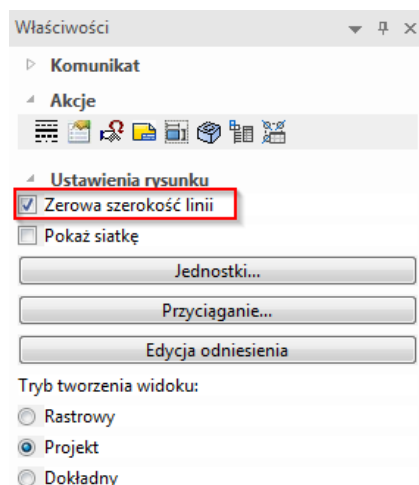 Właściwości
Komunikat
Akcje
Ustawienia rysunku
Zerowa szerokość linii
Pokaż siatkę
Jednostki...
Przyciąganie...
Edycja odniesienia
Tryb tworzenia widoku:
Rastrowy
Projekt
Dokładny